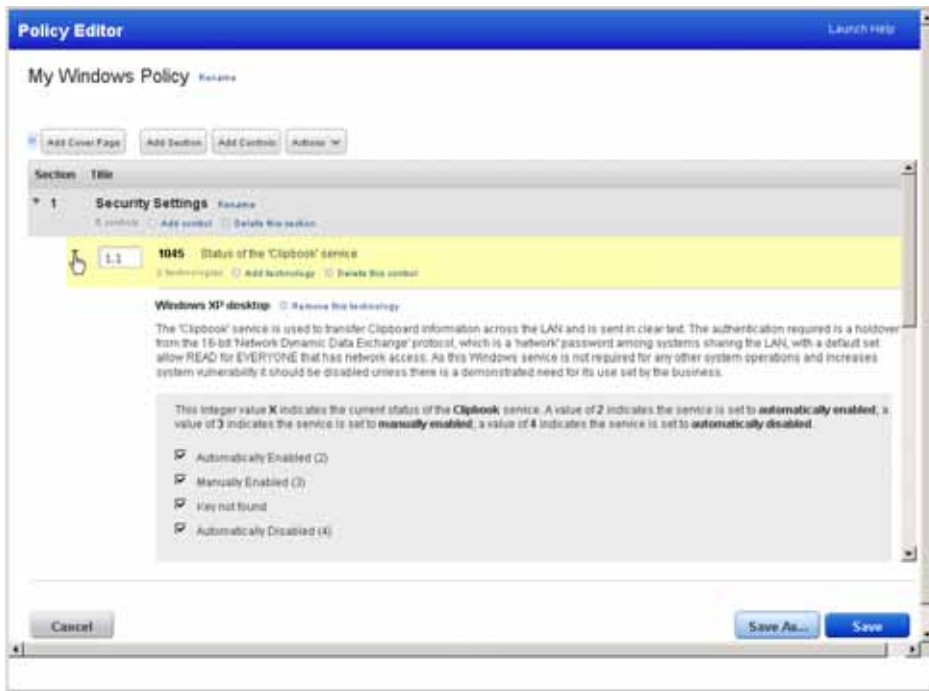 Policy Editor
Launch Help
My Windows Policy Rename
Add Cover Page Add Section Add Controls Actions
Section Title
1 Security Settings Rename
controls Add control Delete this section
1.1 1045 Status of the 'Clipbook' service
2 technologies Add technology Delete this control
Windows XP desktop Remove this technology
The 'Clipbook' service is used to transfer Clipboard information across the LAN and is sent in clear text. The authentication required is a holdover
from the 16-bit 'Network Dynamic Data Exchange' protocol, which is a 'network' password among systems sharing the LAN, with a default set
allow READ for EVERYONE that has network access. As this Windows service is not required for any other system operations and increases
system vulnerability it should be disabled unless there is a demonstrated need for its use set by the business.
This Integer value X indicates the current status of the Clipbook service. A value of 2 indicates the service is set to automatically enabled, a
value of 3 indicates the service is set to manually enabled, a value of 4 indicates the service is set to automatically disabled.
Automatically Enabled (2)
Manually Enabled (3)
Key not found
Automatically Disabled (4)
Cancel
Save As...
Save